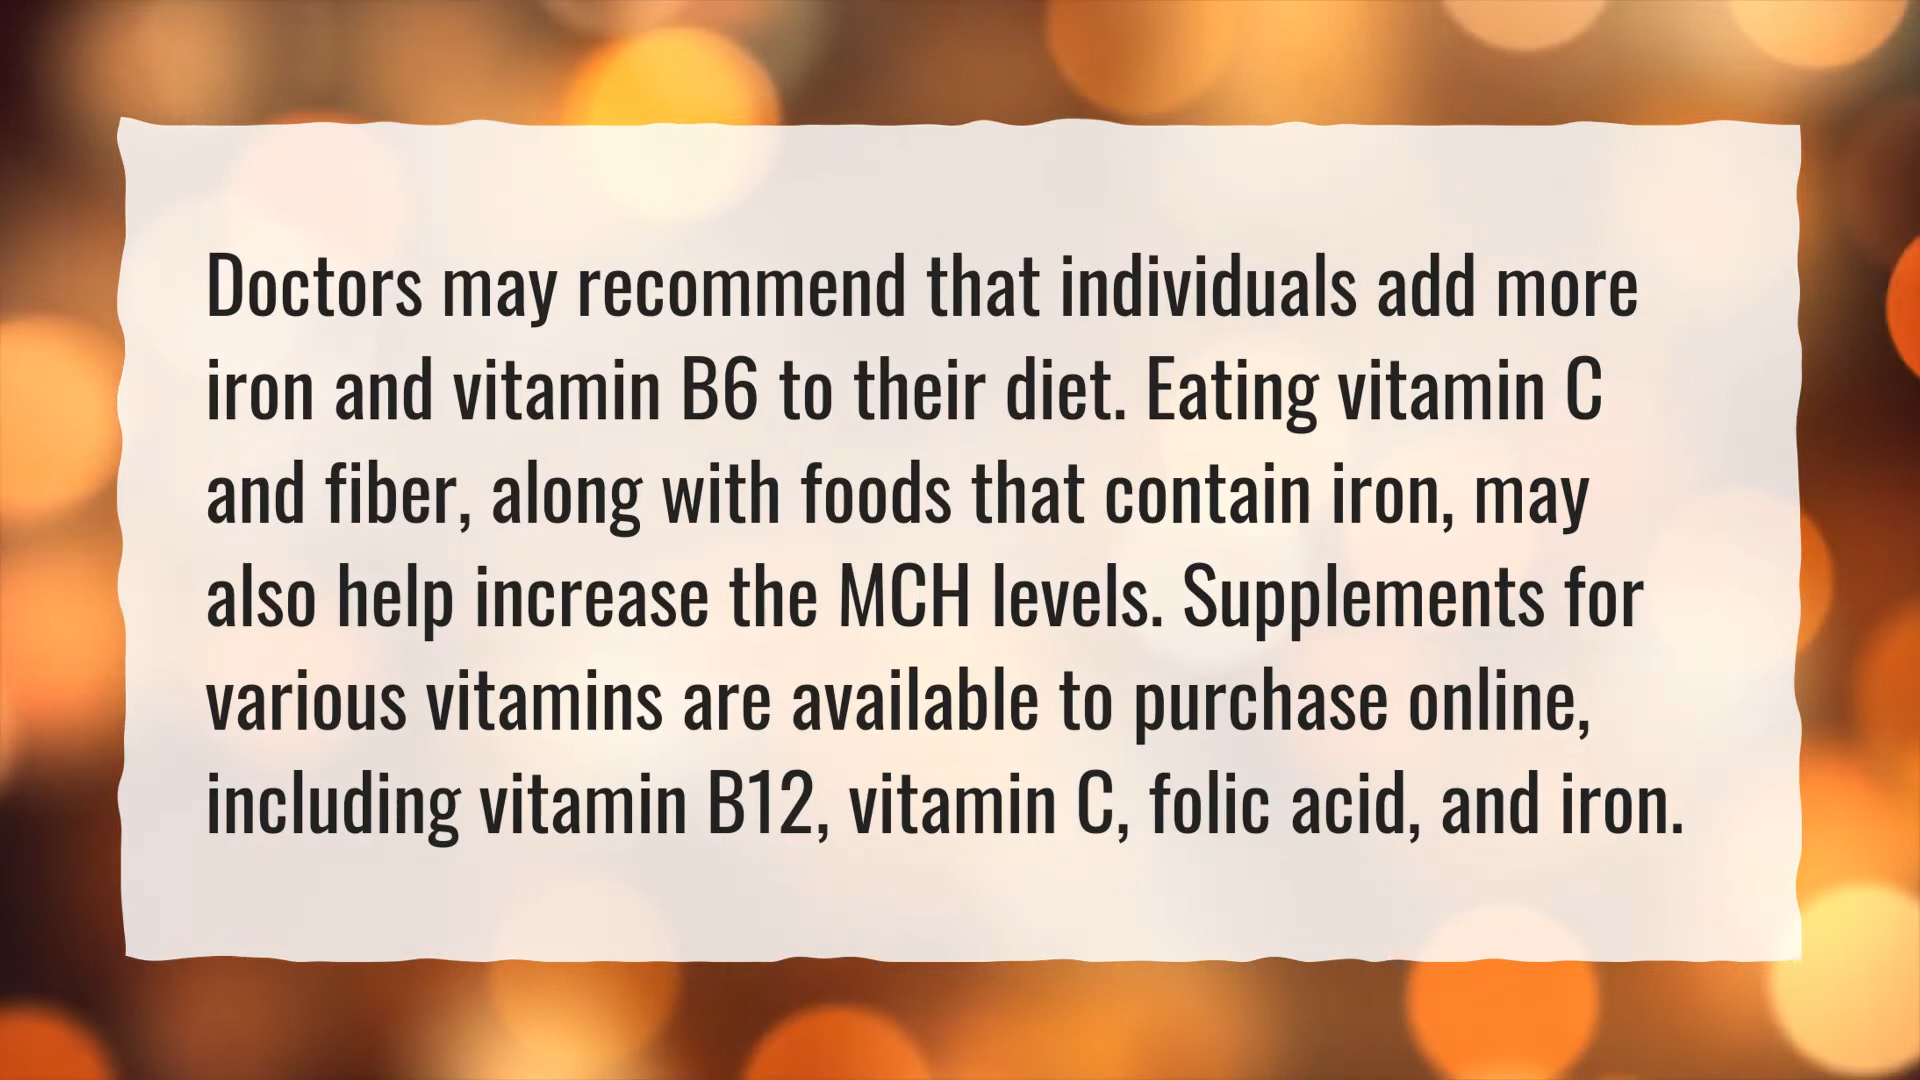 Doctors may recommend that individuals add more
iron and vitamin B6 to their diet. Eating vitamin C
and fiber, along with foods that contain iron, may
also help increase the MCH levels. Supplements for
various vitamins are available to purchase online,
including vitamin B12, vitamin C, folic acid, and iron.